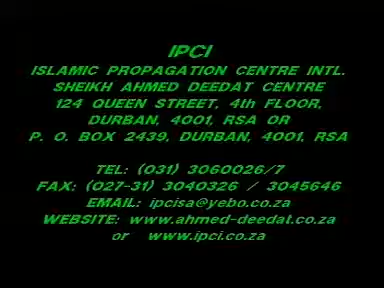 IPCI
ISLAMIC PROPAGATION CENTRE INTL.
SHEIKH AHMED DEEDAT CENTRE
124 QUEEN STREET, 4th FLOOR,
DURBAN, 4001, RSA OR
P. O. BOX 2439, DURBAN, 4001, RSA
TEL: (031) 3060026/7
FAX: (027-31) 3040326 / 3045646
EMAIL: ipcisa@yebo.co.za
WEBSITE: www.ahmed-deedat.co.za
or www.ipci.co.za